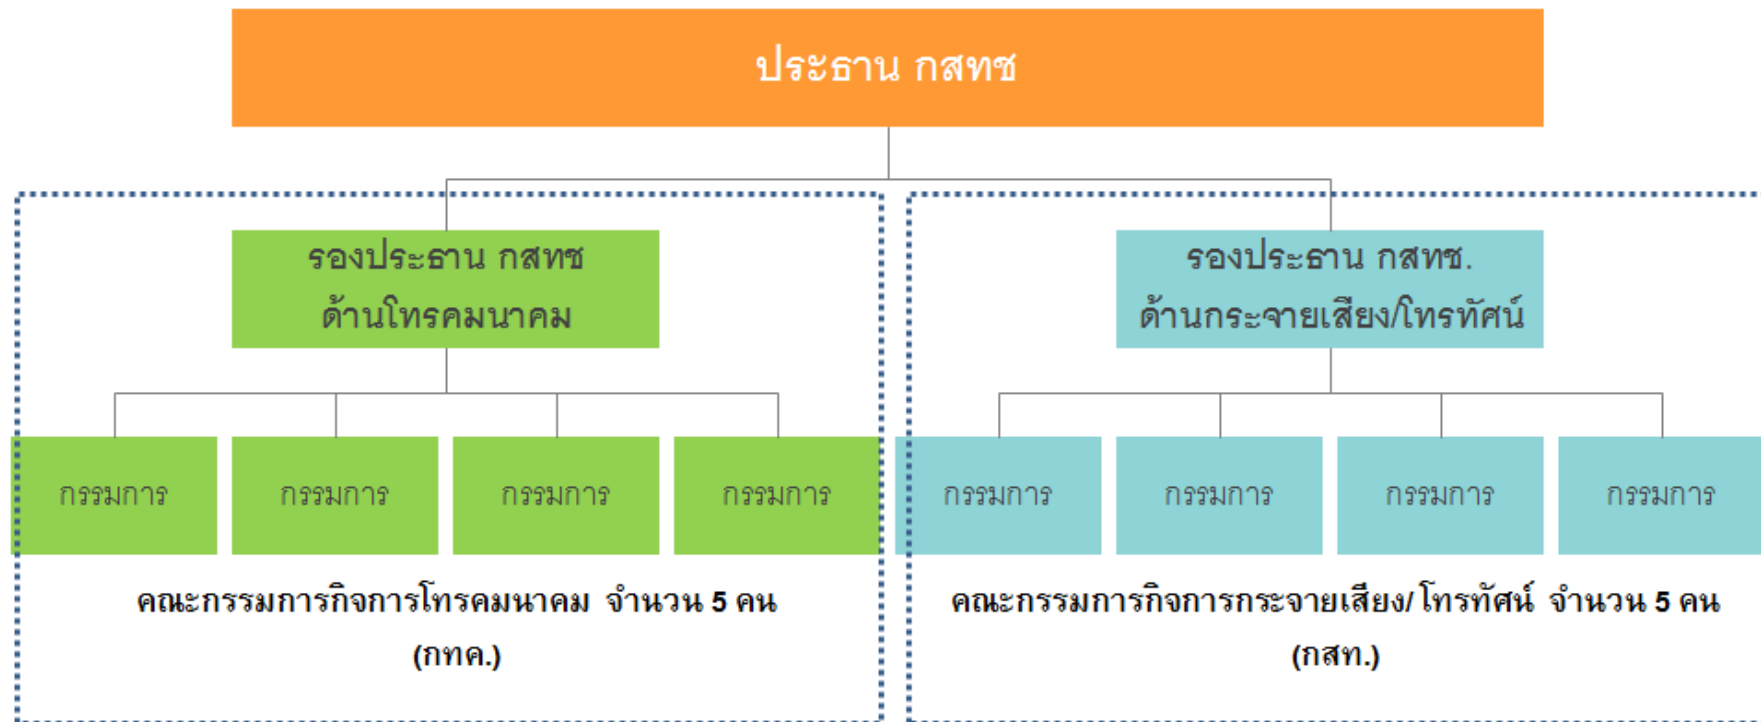 ประธาน กสทช
รองประธาน กสทช
ด้านโทรคมนาคม
รองประธาน กสทช.
ด้านกระจายเสียง/โทรทัศน์
กรรมการ
กรรมการ
กรรมการ
กรรมการ
กรรมการ
กรรมการ
กรรมการ
กรรมการ
คณะกรรมการกิจการโทรคมนาคม จำนวน 5 คน
(กทค.)
คณะกรรมการกิจการกระจายเสียง/ โทรทัศน์ จำนวน 5 คน
(กสท.)